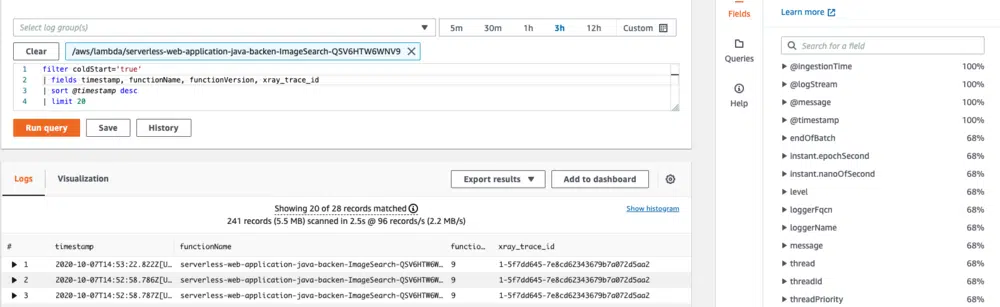 Select log group(s)
5m 30m 1h 3h 12h Custom
Clear /aws/lambda/serverless-web-application-java-backen-ImageSearch-QSV6HTW6WNV9
1 filter coldStart='true'
2 | fields timestamp, functionName, functionVersion, xray_trace_id
3 | sort @timestamp desc
4 | limit 20
Run query Save History
Logs Visualization Export results Add to dashboard
Showing 20 of 28 records matched
241 records (5.5 MB) scanned in 2.5s @ 96 records/s (2.2 MB/s)
Show histogram
# timestamp functionName functio... xray_trace_id
1 2020-10-07T14:53:22.822Z[U... serverless-web-application-java-backen-ImageSearch-QSV6HTW6W... 9 1-5f7dd645-7e8cd62343679b7a072d5aa2
2 2020-10-07T14:52:58.786Z[U... serverless-web-application-java-backen-ImageSearch-QSV6HTW6W... 9 1-5f7dd645-7e8cd62343679b7a072d5aa2
3 2020-10-07T14:52:58.787Z[U... serverless-web-application-java-backen-ImageSearch-QSV6HTW6W... 9 1-5f7dd645-7e8cd62343679b7a072d5aa2
Fields
Queries
Help
Learn more
Search for a field
@ingestionTime 100%
@logStream 100%
@message 100%
@timestamp 100%
endOfBatch 68%
instant.epochSecond 68%
instant.nanoOfSecond 68%
level 68%
loggerFqcn 68%
loggerName 68%
message 68%
thread 68%
threadId 68%
threadPriority 68%